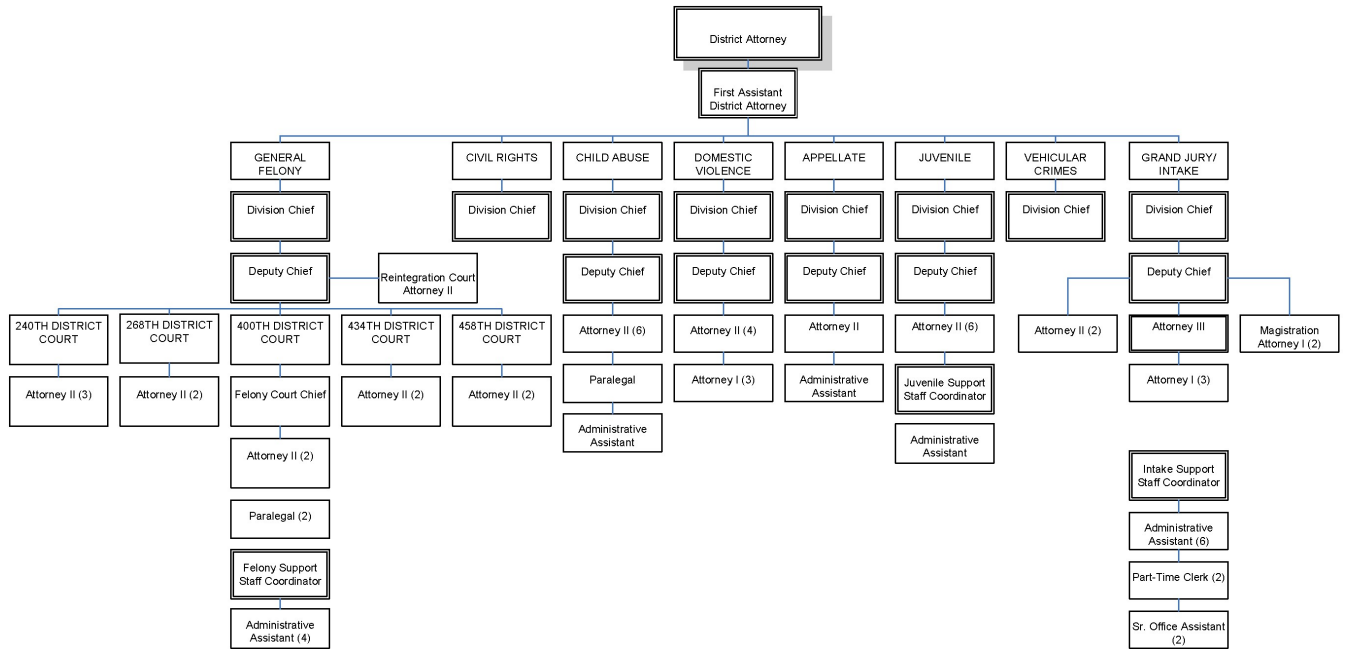 District Attorney
First Assistant
District Attorney
GENERAL
FELONY
CIVIL RIGHTS
CHILD ABUSE
DOMESTIC
VIOLENCE
APPELLATE
JUVENILE
VEHICULAR
CRIMES
GRAND JURY/
INTAKE
Division Chief
Division Chief
Division Chief
Division Chief
Division Chief
Division Chief
Division Chief
Division Chief
Deputy Chief
Reintegration Court
Attorney II
Deputy Chief
Deputy Chief
Deputy Chief
Deputy Chief
Deputy Chief
240TH DISTRICT
COURT
268TH DISTRICT
COURT
400TH DISTRICT
COURT
434TH DISTRICT
COURT
458TH DISTRICT
COURT
Attorney II (6)
Attorney II (4)
Attorney II
Attorney II (6)
Attorney II (2)
Attorney III
Magistration
Attorney I (2)
Attorney II (3)
Attorney II (2)
Felony Court Chief
Attorney II (2)
Attorney II (2)
Paralegal
Attorney I (3)
Administrative
Assistant
Juvenile Support
Staff Coordinator
Attorney I (3)
Attorney II (2)
Administrative
Assistant
Administrative
Assistant
Intake Support
Staff Coordinator
Paralegal (2)
Administrative
Assistant (6)
Felony Support
Staff Coordinator
Part-Time Clerk (2)
Administrative
Assistant (4)
Sr. Office Assistant
(2)